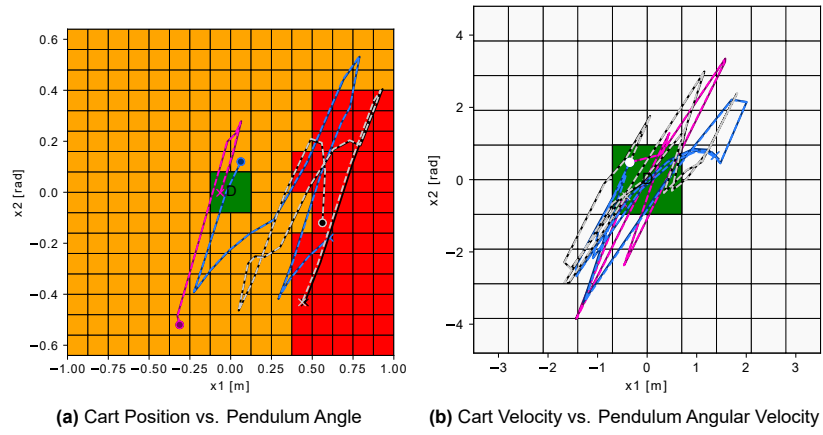 0.6
0.4
0.2
0.0
−0.2
−0.4
−0.6
x2 [rad]
D
−1.00 −0.75 −0.50 −0.25 0.00 0.25 0.50 0.75 1.00
x1 [m]
(a) Cart Position vs. Pendulum Angle
4
2
0
−2
−4
x2 [rad]
D
−3 −2 −1 0 1 2 3
x1 [m]
(b) Cart Velocity vs. Pendulum Angular Velocity